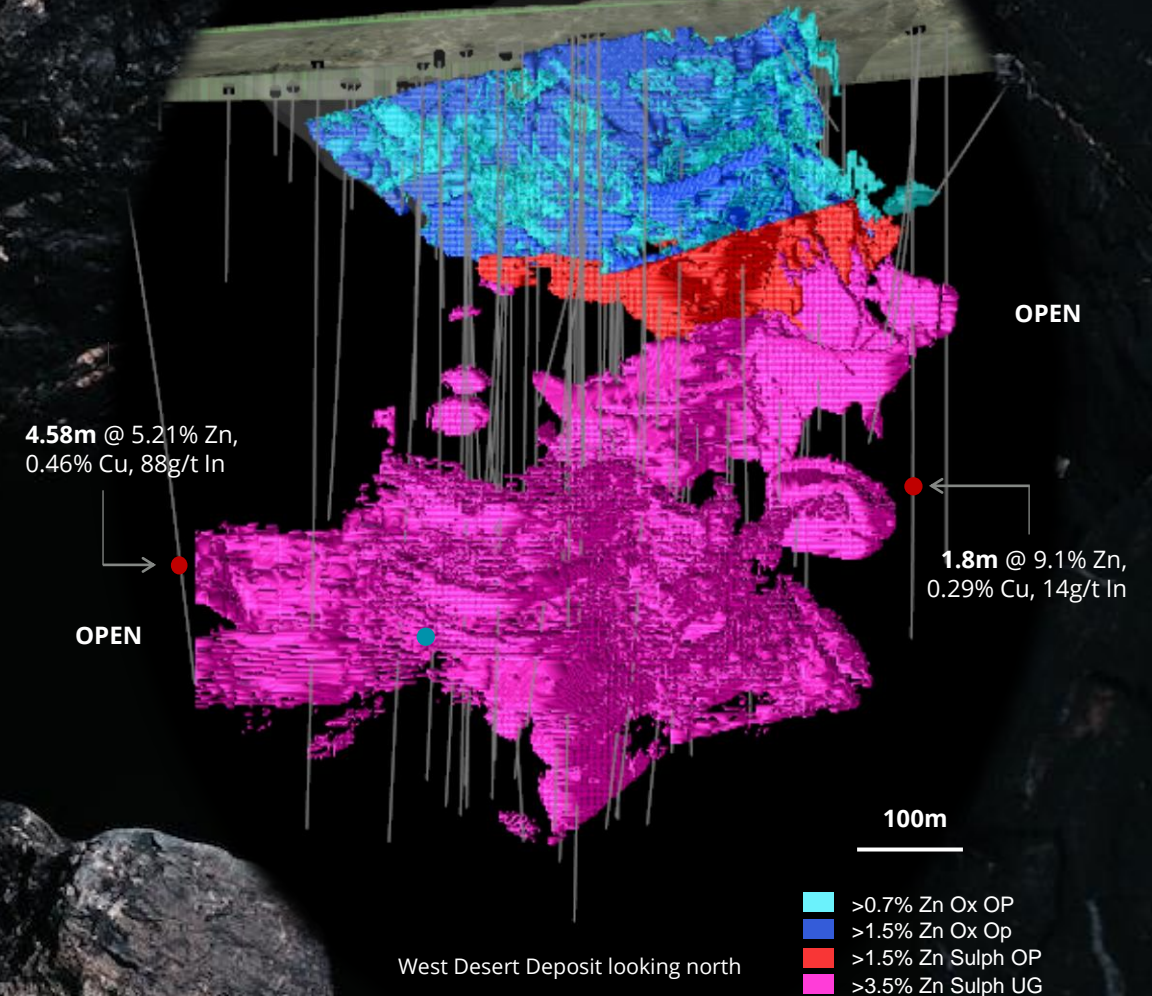 OPEN
4.58m @ 5.21% Zn,
0.46% Cu, 88g/t In
1.8m @ 9.1% Zn,
0.29% Cu, 14g/t In
OPEN
100m
>0.7% Zn Ox OP
>1.5% Zn Ox Op
>1.5% Zn Sulph OP
>3.5% Zn Sulph UG
West Desert Deposit looking north